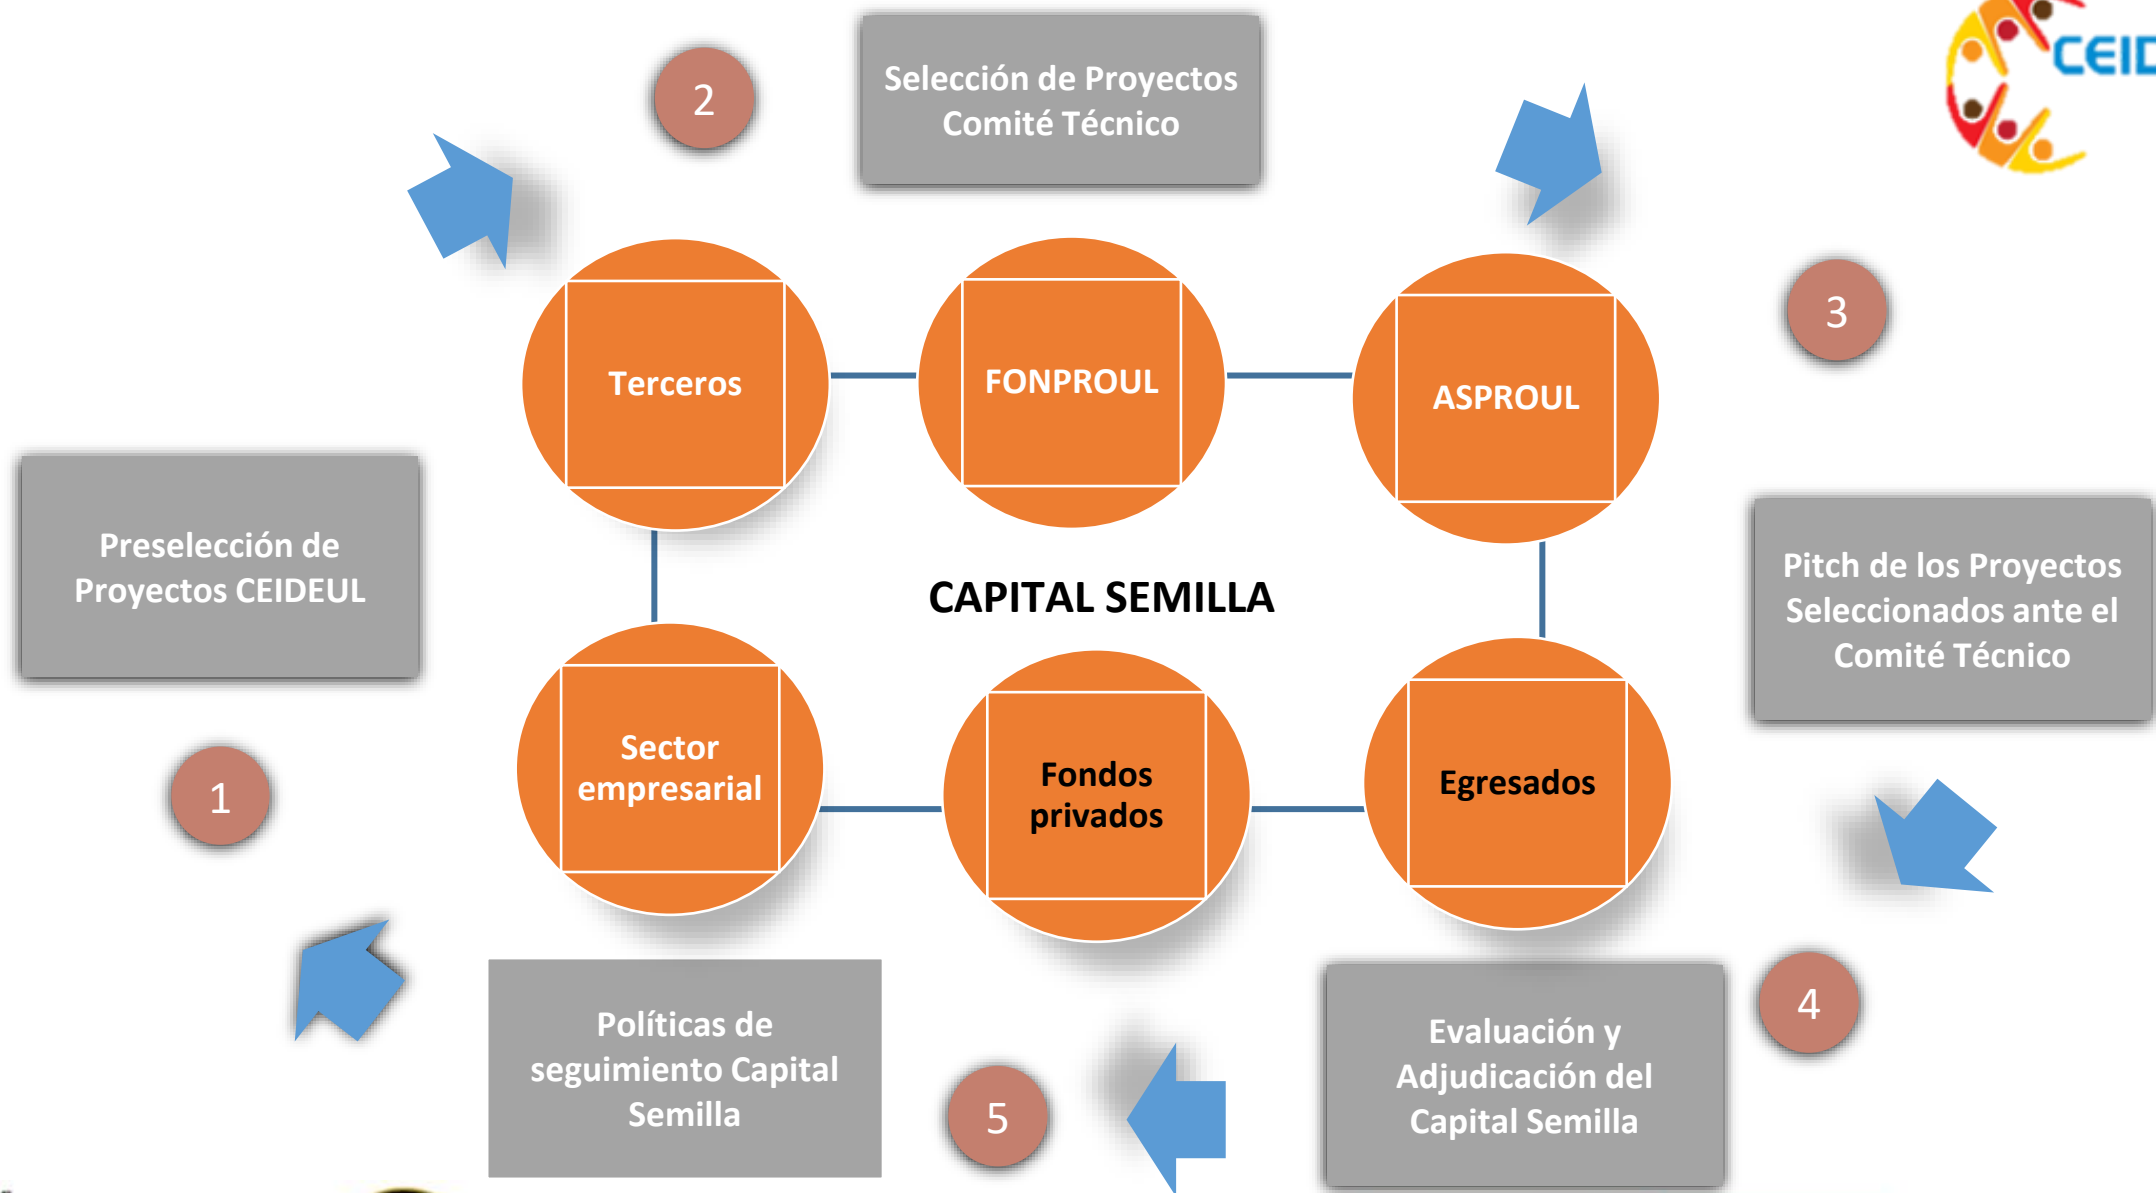 2
Selección de Proyectos
Comité Técnico
3
Terceros
FONPROUL
ASPROUL
Preselección de
Proyectos CEIDEUL
CAPITAL SEMILLA
Pitch de los Proyectos
Seleccionados ante el
Comité Técnico
1
Sector
empresarial
Fondos
privados
Egresados
Políticas de
seguimiento Capital
Semilla
5
Evaluación y
Adjudicación del
Capital Semilla
4